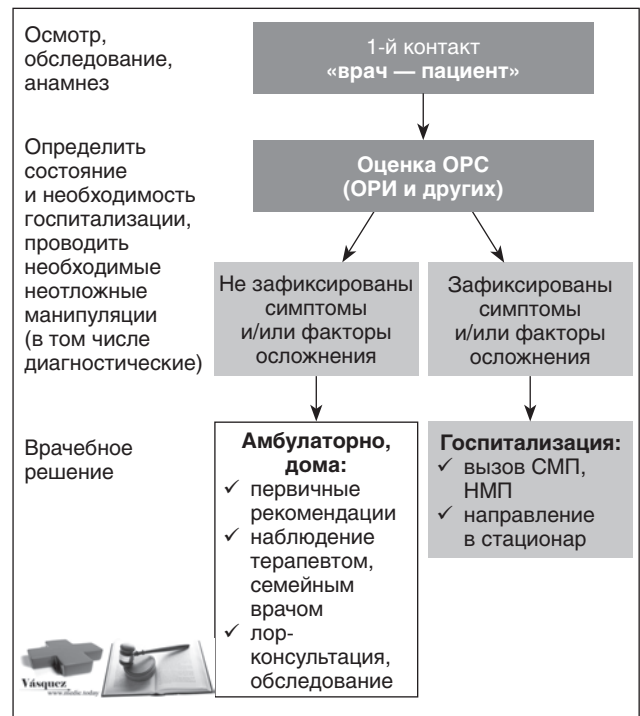 Осмотр,
обследование,
анамнез
1-й контакт
«врач — пациент»
Определить
состояние
и необходимость
госпитализации,
проводить
необходимые
неотложные
манипуляции
(в том числе
диагностические)
Оценка ОРС
(ОРИ и других)
Не зафиксированы
симптомы
и/или факторы
осложнения
Зафиксированы
симптомы
и/или факторы
осложнения
Врачебное
решение
Амбулаторно,
дома:
✓ первичные
рекомендации
✓ наблюдение
терапевтом,
семейным
врачом
✓ лор-
консультация,
обследование
Госпитализация:
✓ вызов СМП,
НМП
✓ направление
в стационар
Vásquez